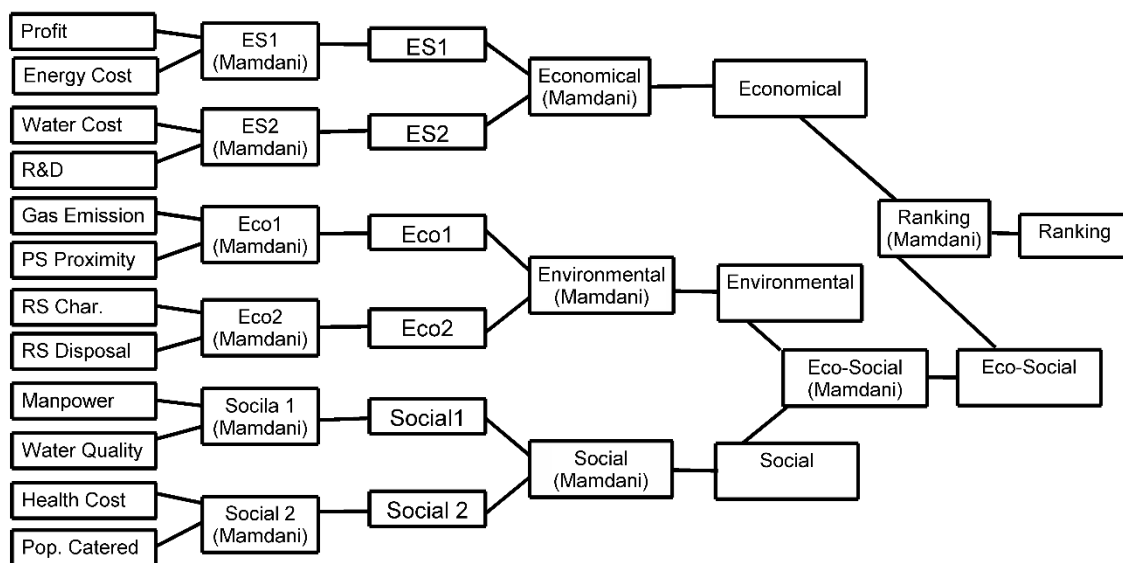 Profit
Energy Cost
Water Cost
R&D
Gas Emission
PS Proximity
RS Char.
RS Disposal
Manpower
Water Quality
Health Cost
Pop. Catered
ES1
(Mamdani)
ES2
(Mamdani)
Eco1
(Mamdani)
Eco2
(Mamdani)
Socila 1
(Mamdani)
Social 2
(Mamdani)
ES1
ES2
Eco1
Eco2
Social1
Social 2
Economical
(Mamdani)
Environmental
(Mamdani)
Social
(Mamdani)
Economical
Environmental
Social
Eco-Social
(Mamdani)
Ranking
(Mamdani)
Eco-Social
Ranking